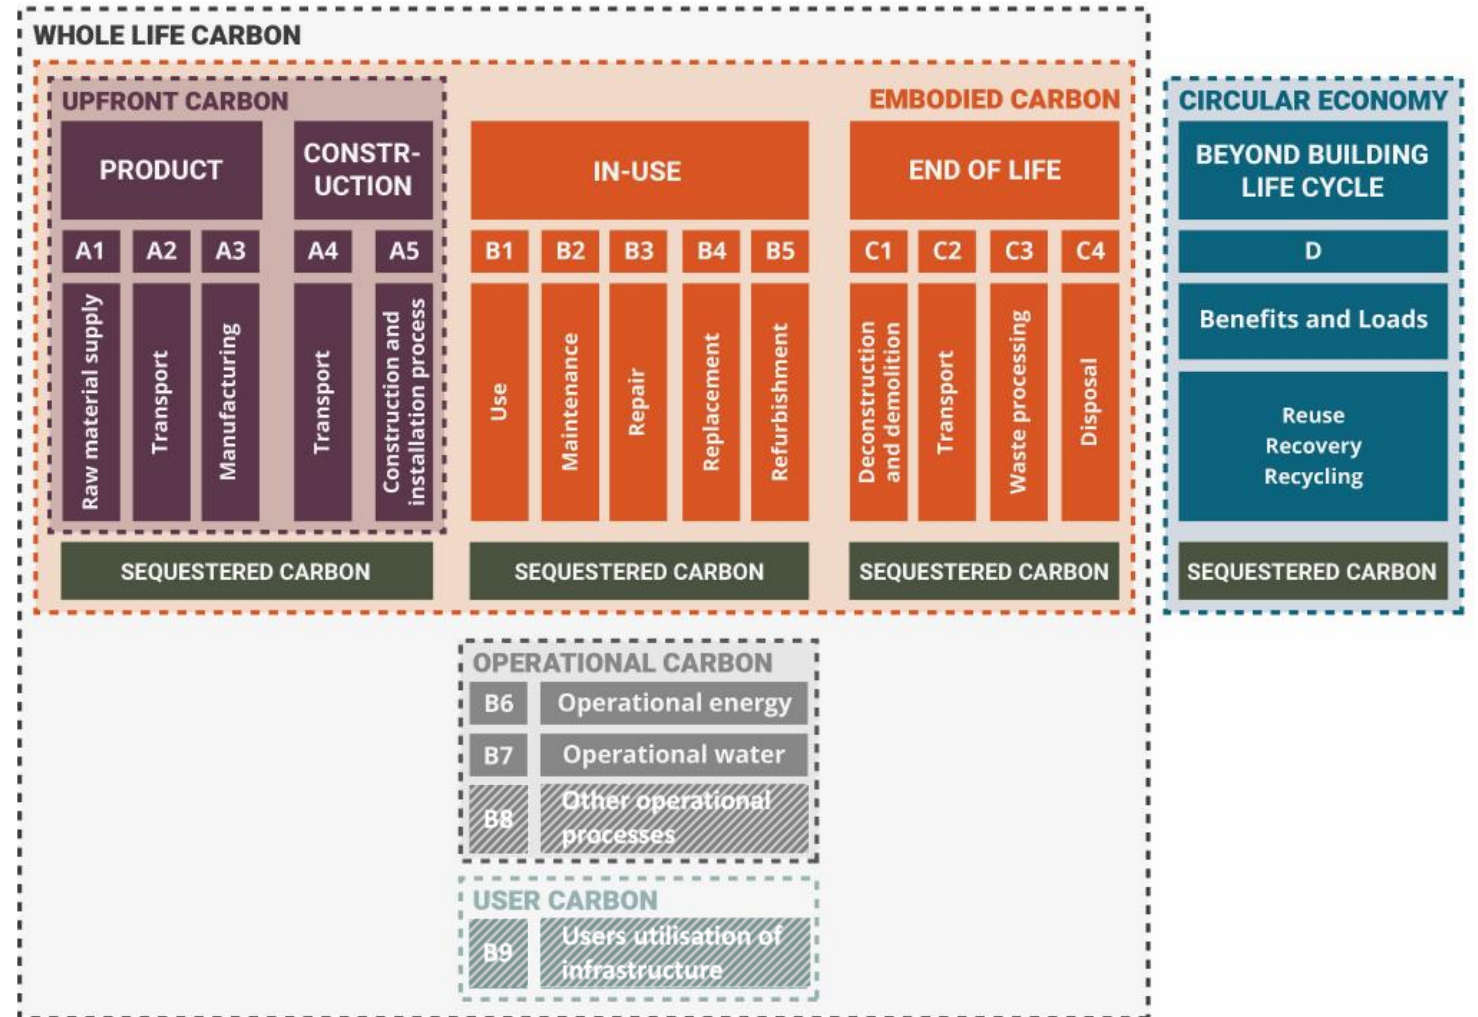 WHOLE LIFE CARBON
UPFRONT CARBON
EMBODIED CARBON
CIRCULAR ECONOMY
PRODUCT
CONSTR-
UCTION
IN-USE
END OF LIFE
BEYOND BUILDING
LIFE CYCLE
A1
A2
A3
A4
A5
B1
B2
B3
B4
B5
C1
C2
C3
C4
D
Raw material supply
Transport
Manufacturing
Transport
Construction and
installation process
Use
Maintenance
Repair
Replacement
Refurbishment
Deconstruction
and demolition
Transport
Waste processing
Disposal
Benefits and Loads
Reuse
Recovery
Recycling
SEQUESTERED CARBON
SEQUESTERED CARBON
SEQUESTERED CARBON
SEQUESTERED CARBON
OPERATIONAL CARBON
B6
Operational energy
B7
Operational water
B8
Other operational
processes
USER CARBON
B9
Users utilisation of
infrastructure